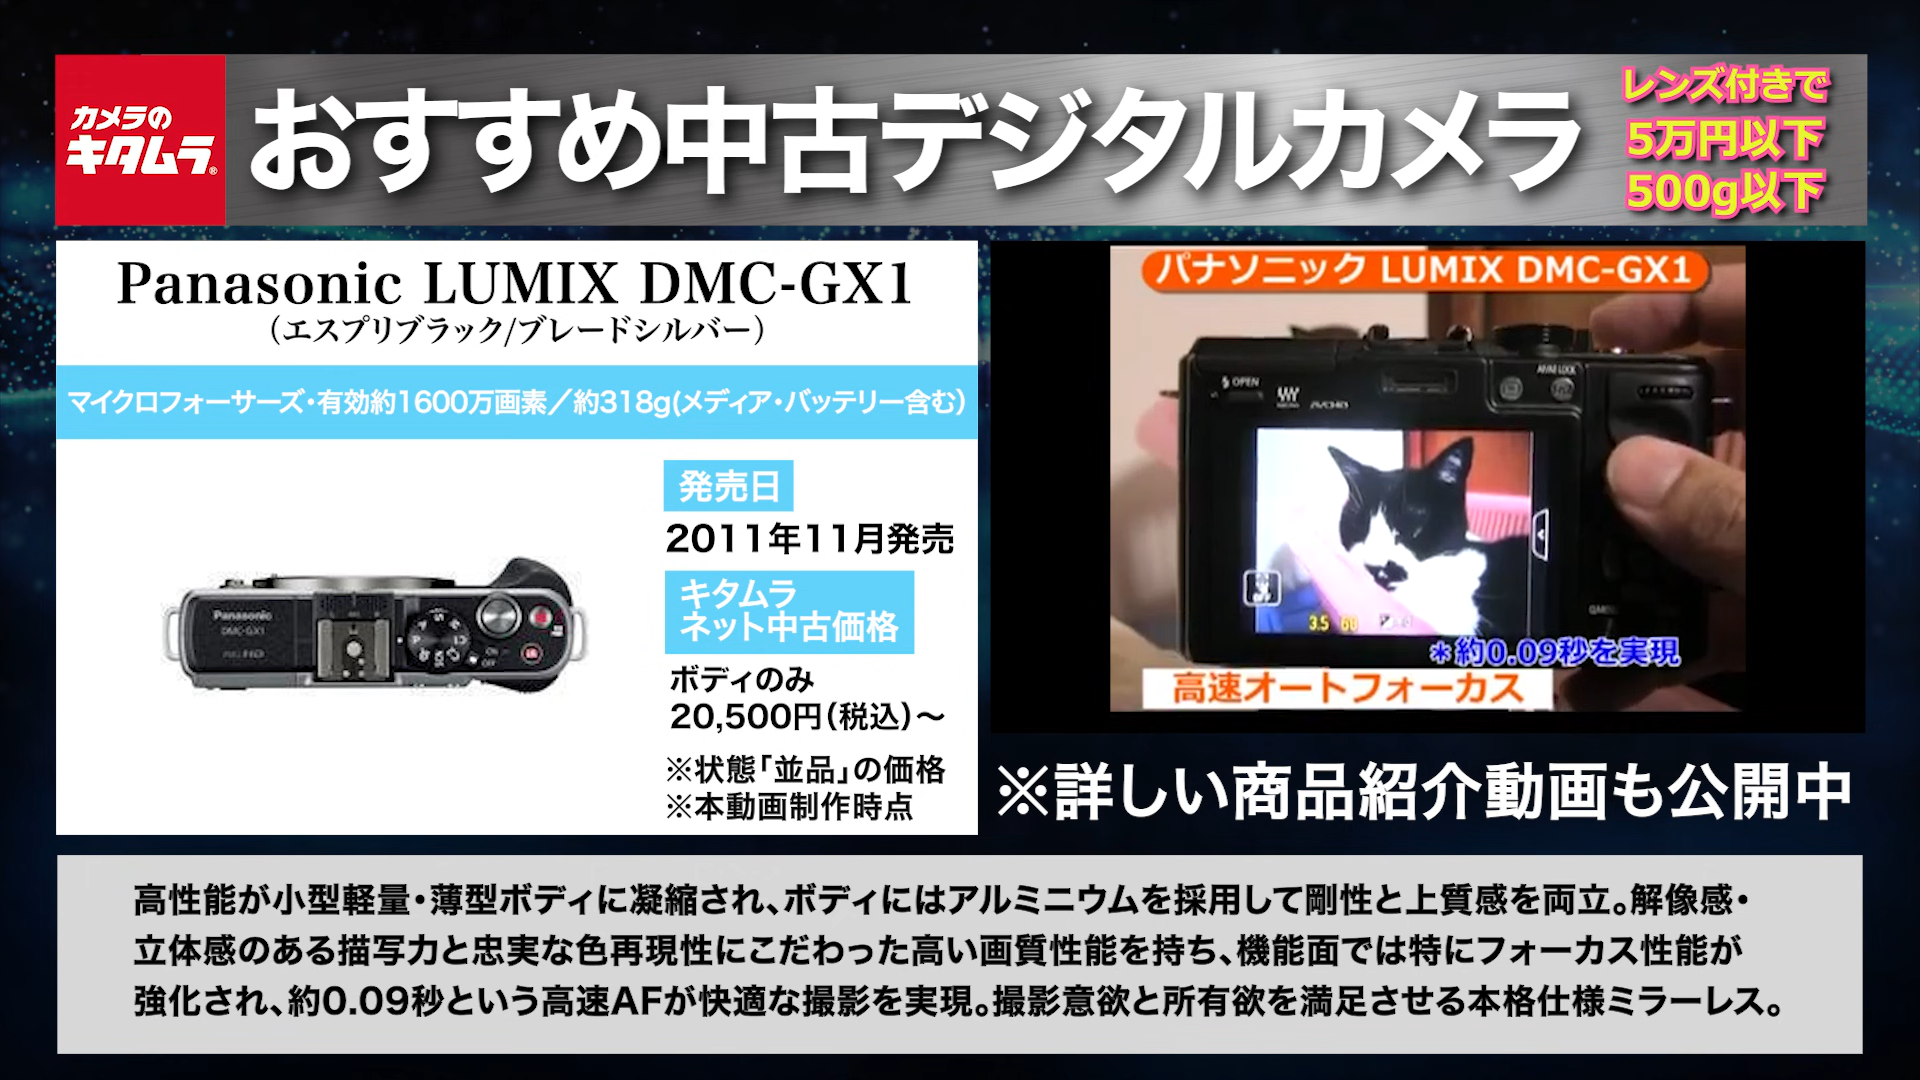 カメラの
キタムラ®
おすすめ中古デジタルカメラ
レンズ付きで
5万円以下
500g以下
Panasonic LUMIX DMC-GX1
（エスプリブラック/ブレードシルバー）
マイクロフォーサーズ・有効約1600万画素／約318g(メディア・バッテリー含む)
発売日
2011年11月発売
キタムラ
ネット中古価格
ボディのみ
20,500円（税込）～
※状態「並品」の価格
※本動画制作時点
Panasonic
DMC-GX1
ON
OFF
パナソニック LUMIX DMC-GX1
OPEN
AF/AE LOCK
AVCHD
3.5 60
＊約0.09秒を実現
高速オートフォーカス
※詳しい商品紹介動画も公開中
高性能が小型軽量・薄型ボディに凝縮され、ボディにはアルミニウムを採用して剛性と上質感を両立。解像感・
立体感のある描写力と忠実な色再現性にこだわった高い画質性能を持ち、機能面では特にフォーカス性能が
強化され、約0.09秒という高速AFが快適な撮影を実現。撮影意欲と所有欲を満足させる本格仕様ミラーレス。